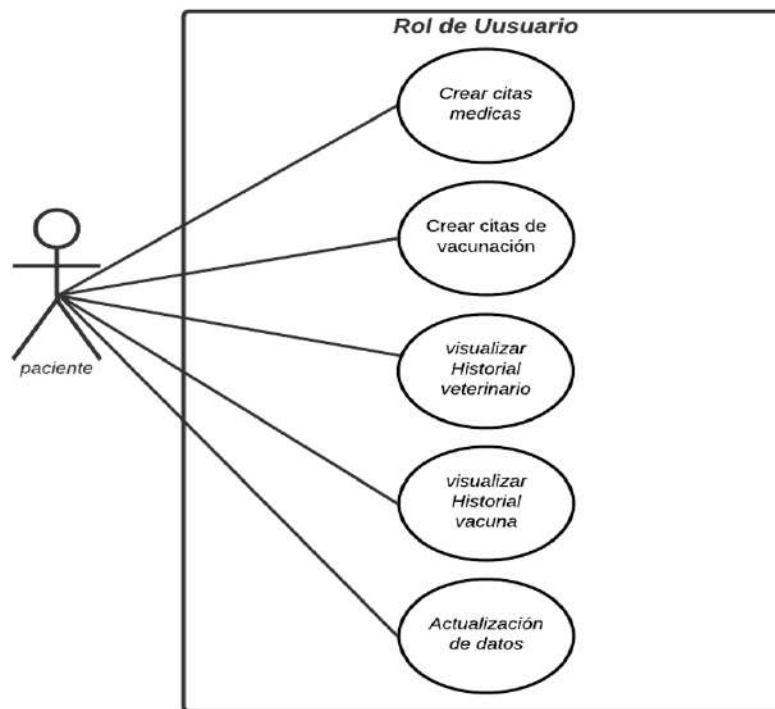 Rol de Uusuario
Crear citas
medicas
Crear citas de
vacunación
visualizar
Historial
veterinario
paciente
visualizar
Historial
vacuna
Actualización
de datos